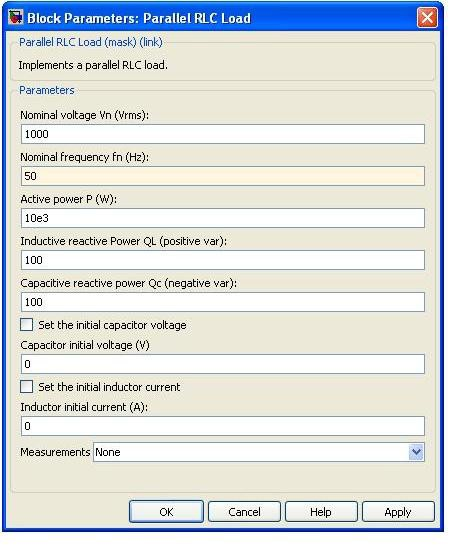 Block Parameters: Parallel RLC Load
Parallel RLC Load (mask) (link)
Implements a parallel RLC load.
Parameters
Nominal voltage Vn (Vrms):
1000
Nominal frequency fn (Hz):
50
Active power P (W):
10e3
Inductive reactive Power QL (positive var):
100
Capacitive reactive power Qc (negative var):
100
Set the initial capacitor voltage
Capacitor initial voltage (V)
0
Set the initial inductor current
Inductor initial current (A):
0
Measurements None
OK Cancel Help Apply